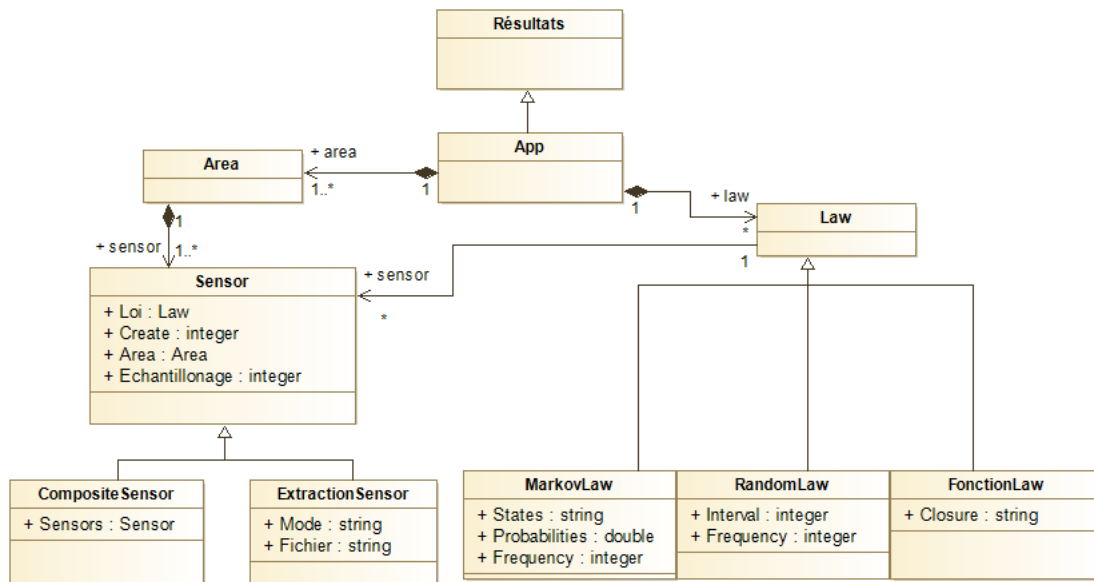 Résultats
App
+ area
1..*
1
Area
1
+ sensor
1..*
1
+ law
*
Law
1
+ sensor
*
Sensor
+ Loi : Law
+ Create : integer
+ Area : Area
+ Echantillonage : integer
CompositeSensor
+ Sensors : Sensor
ExtractionSensor
+ Mode : string
+ Fichier : string
MarkovLaw
+ States : string
+ Probabilities : double
+ Frequency : integer
RandomLaw
+ Interval : integer
+ Frequency : integer
FonctionLaw
+ Closure : string